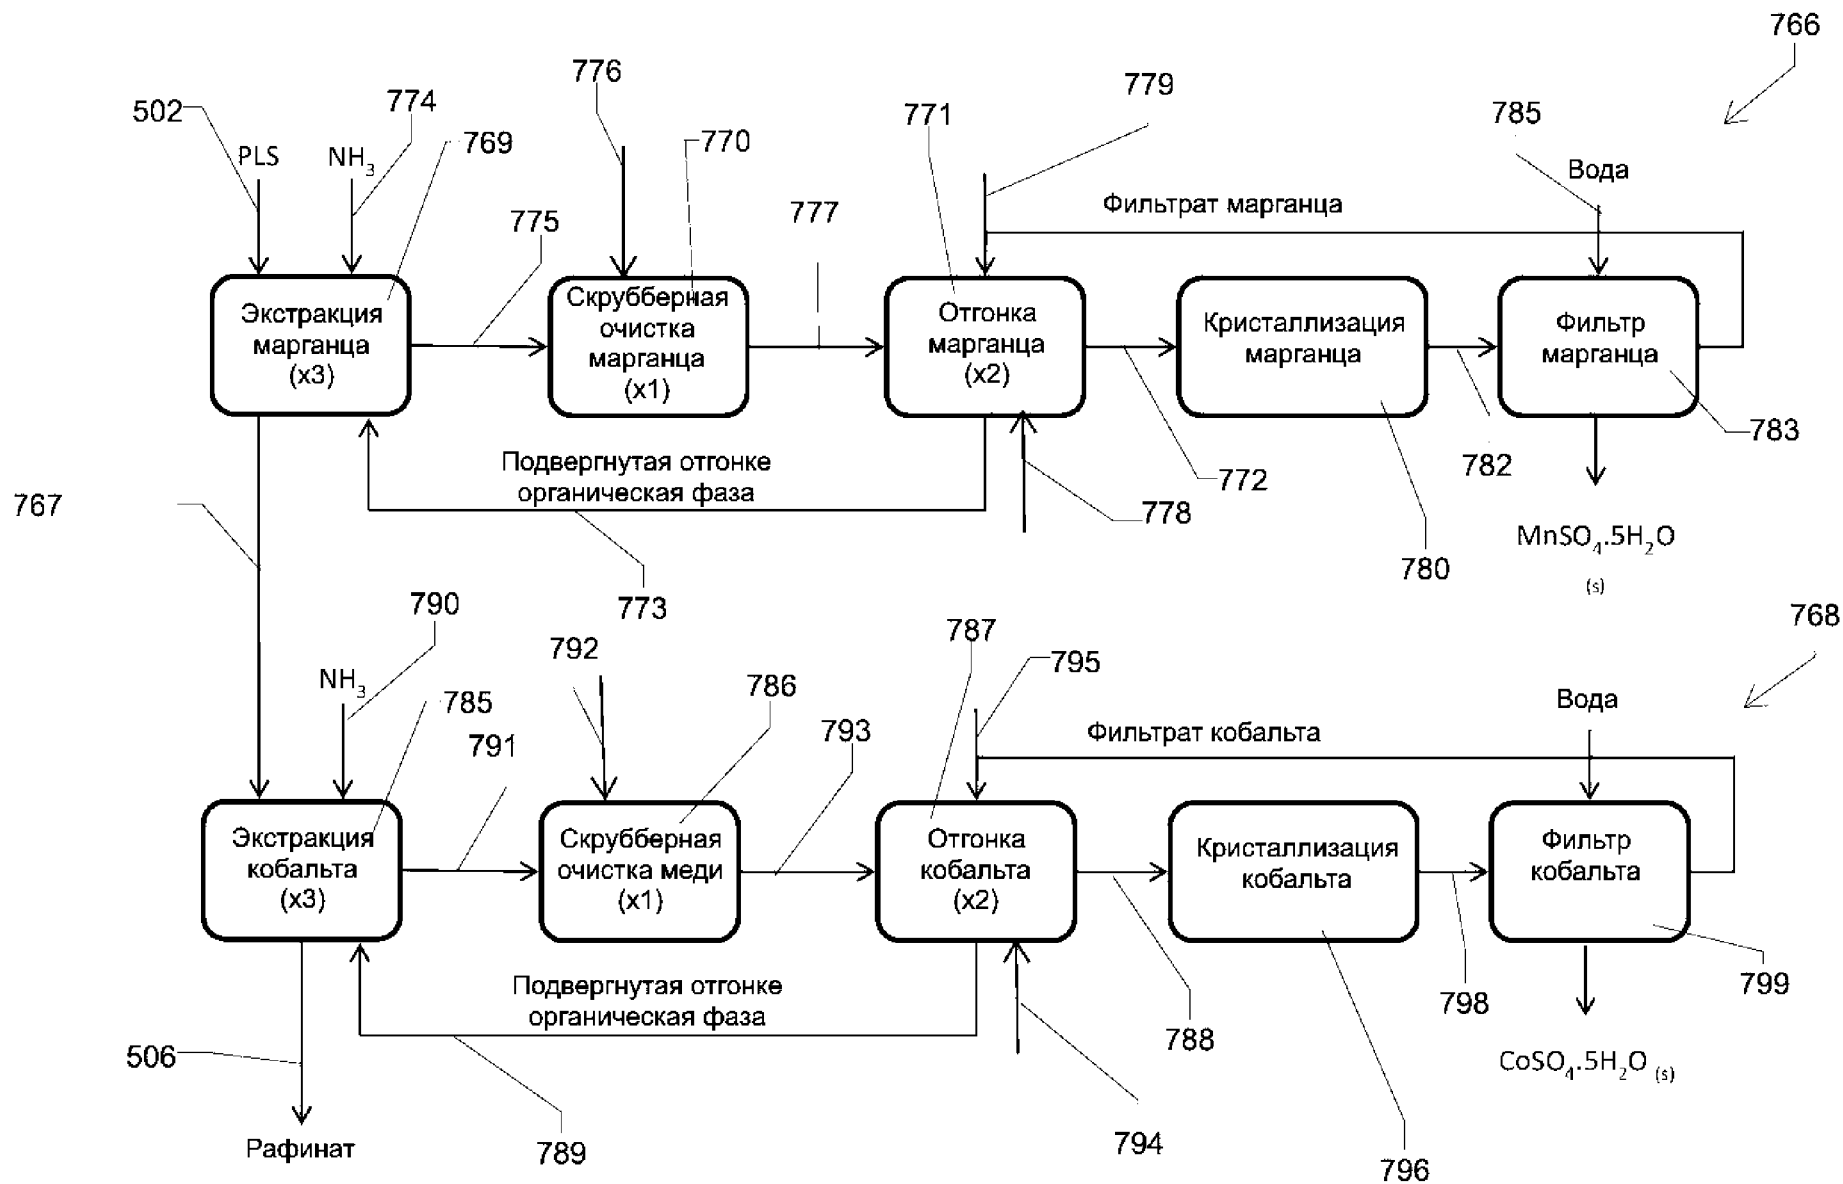 766
776
779
774
502
771
785
770
769
PLS
NH3
Вода
775
777
Фильтрат марганца
Экстракция
марганца
(x3)
Скрубберная
очистка
марганца
(x1)
Отгонка
марганца
(x2)
Кристаллизация
марганца
Фильтр
марганца
783
782
772
Подвергнутая отгонке
органическая фаза
767
778
MnSO4.5H2O
(s)
780
773
790
768
787
792
795
NH3
786
785
Вода
791
793
Фильтрат кобальта
Экстракция
кобальта
(x3)
Скрубберная
очистка меди
(x1)
Отгонка
кобальта
(x2)
Кристаллизация
кобальта
Фильтр
кобальта
799
798
Подвергнутая отгонке
органическая фаза
788
506
CoSO4.5H2O (s)
Рафинат
789
794
796